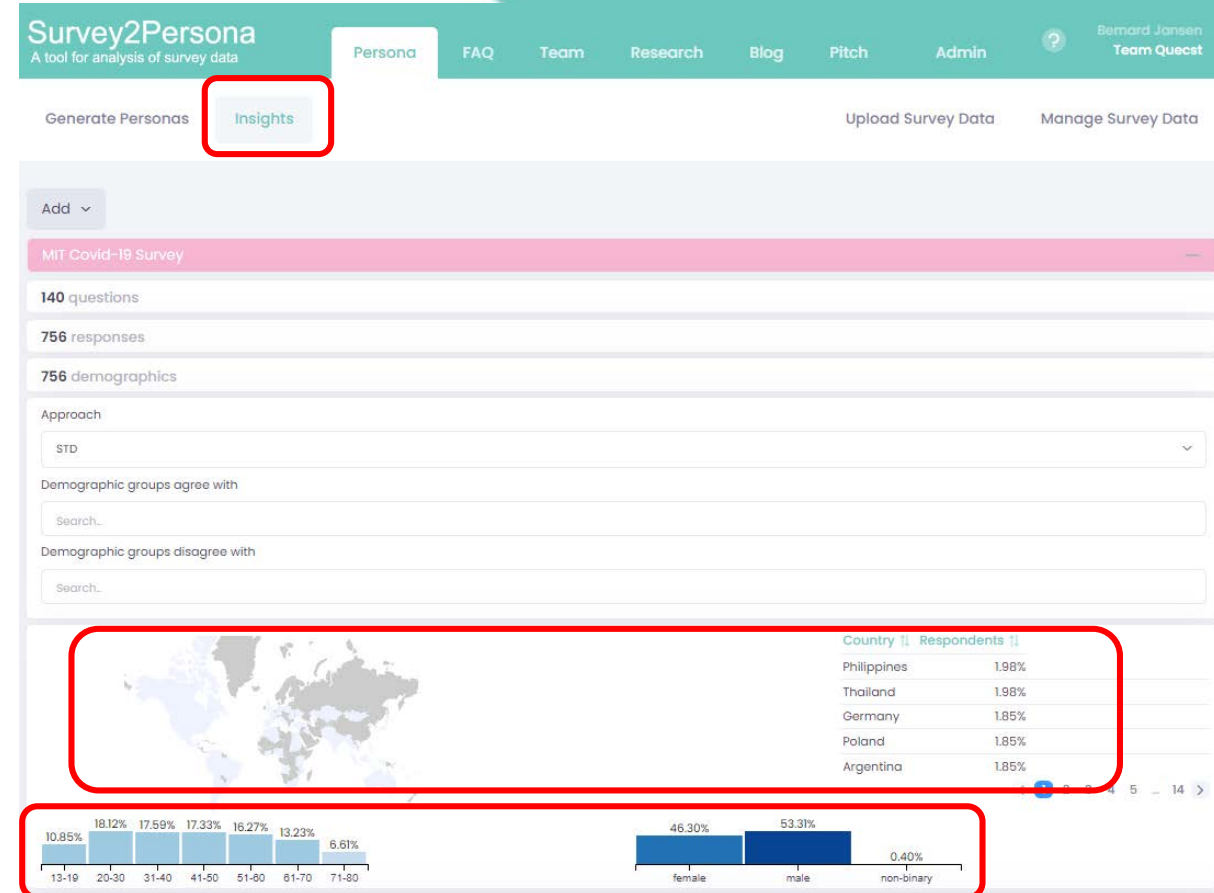 Survey2Persona
A tool for analysis of survey data
Persona FAQ Team Research Blog Pitch Admin ? Bernard Jansen
Team Quecst
Generate Personas Insights Upload Survey Data Manage Survey Data
Add
MIT Covid-19 Survey
140 questions
756 responses
756 demographics
Approach
STD
Demographic groups agree with
Search..
Demographic groups disagree with
Search..
Country Respondents
Philippines 1.98%
Thailand 1.98%
Germany 1.85%
Poland 1.85%
Argentina 1.85%
1 2 3 4 5 ... 14 >
10.85% 18.12% 17.59% 17.33% 16.27% 13.23% 6.61%
13-19 20-30 31-40 41-50 51-60 61-70 71-80
46.30% 53.31% 0.40%
female male non-binary